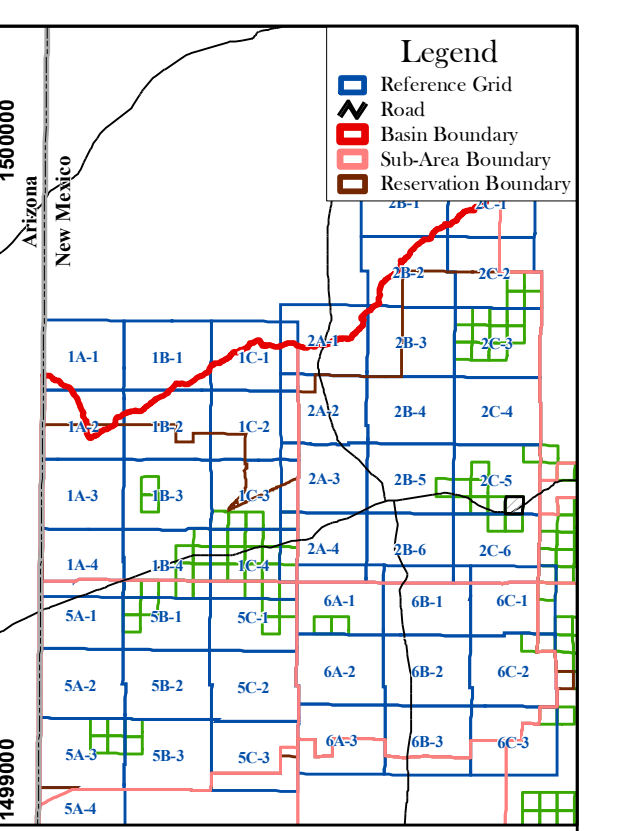 Legend
Reference Grid
Road
Basin Boundary
Sub-Area Boundary
Reservation Boundary
1500000
Arizona
New Mexico
2B-1 2C-1
2B-2 2C-2
2A-1 2B-3 2C-3
1A-1 1B-1 1C-1
2A-2 2B-4 2C-4
1A-2 1B-2 1C-2
2A-3 2B-5 2C-5
1A-3 1B-3 1C-3
2A-4 2B-6 2C-6
1A-4 1B-4 1C-4
6A-1 6B-1 6C-1
5A-1 5B-1 5C-1
6A-2 6B-2 6C-2
5A-2 5B-2 5C-2
6A-3 6B-3 6C-3
5A-3 5B-3 5C-3
5A-4
1499000